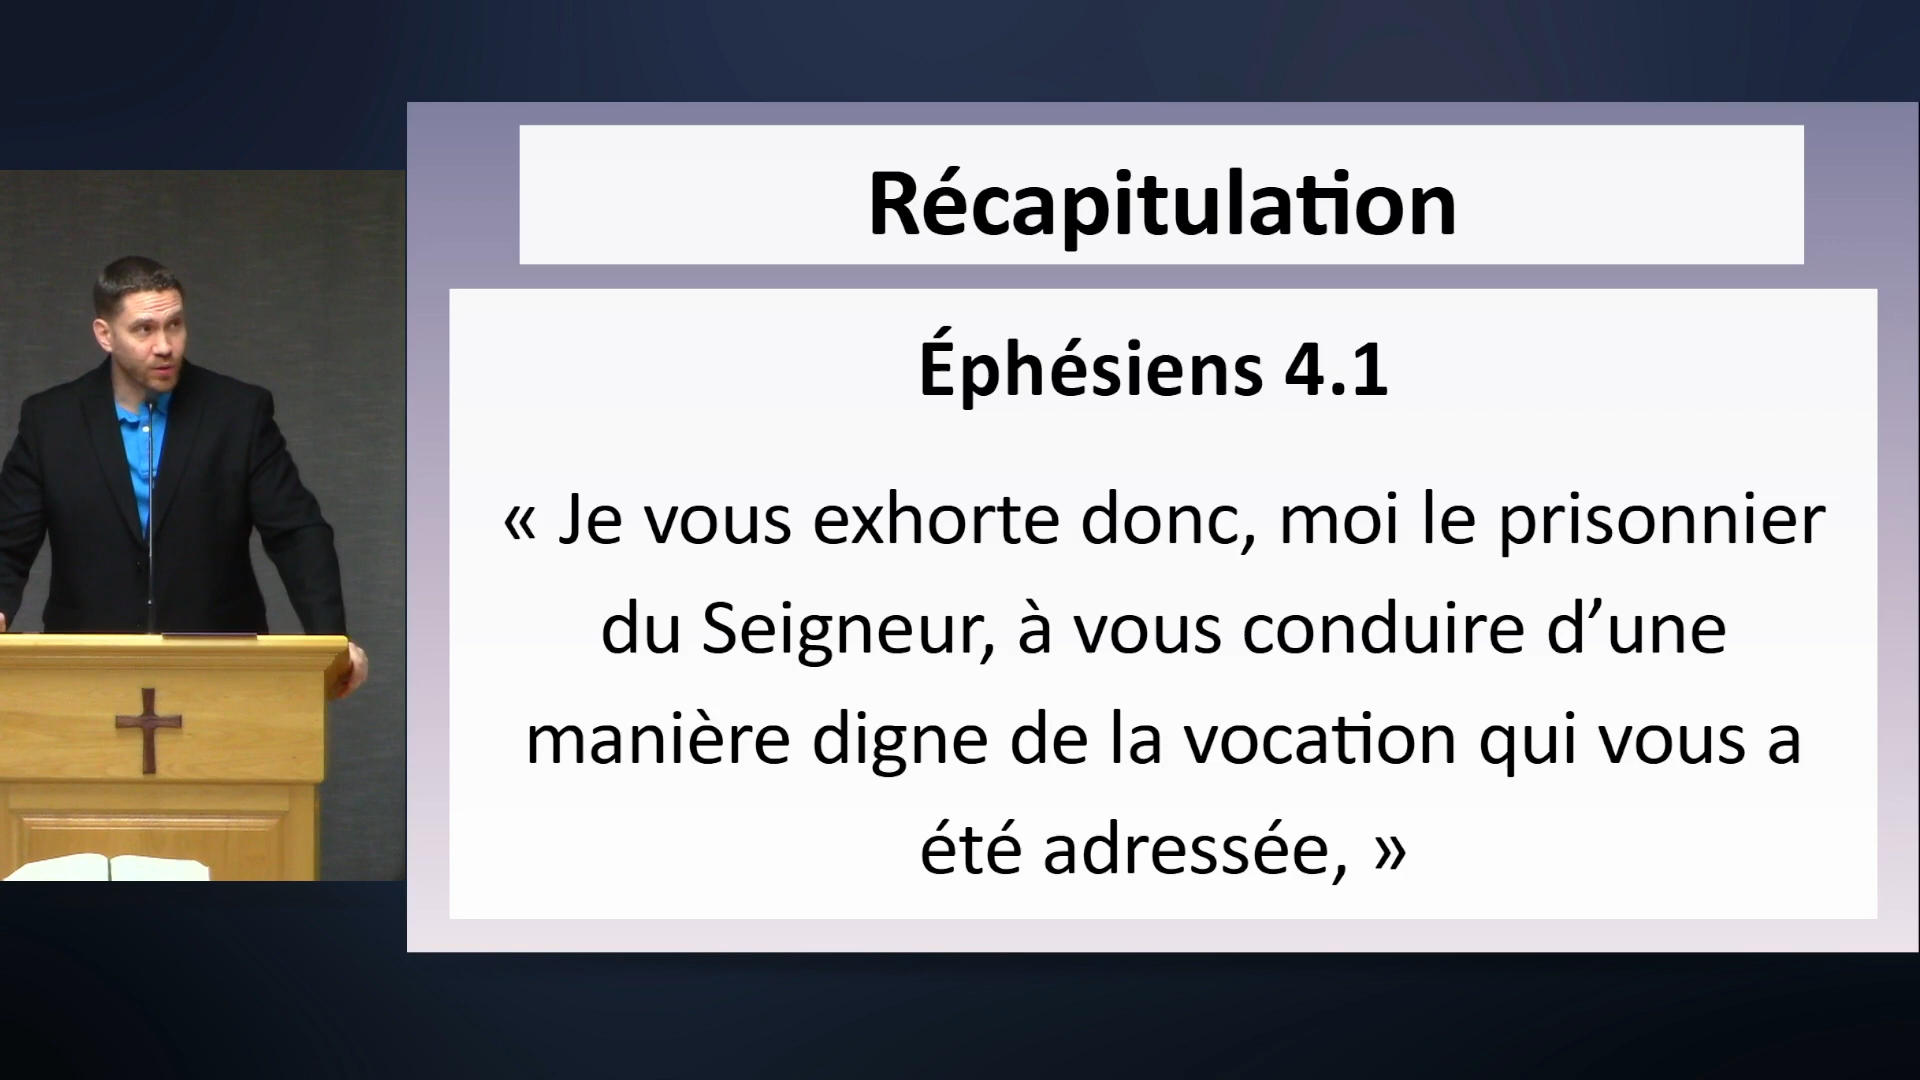 Récapitulation
Éphésiens 4.1
« Je vous exhorte donc, moi le prisonnier
du Seigneur, à vous conduire d’une
manière digne de la vocation qui vous a
été adressée, »